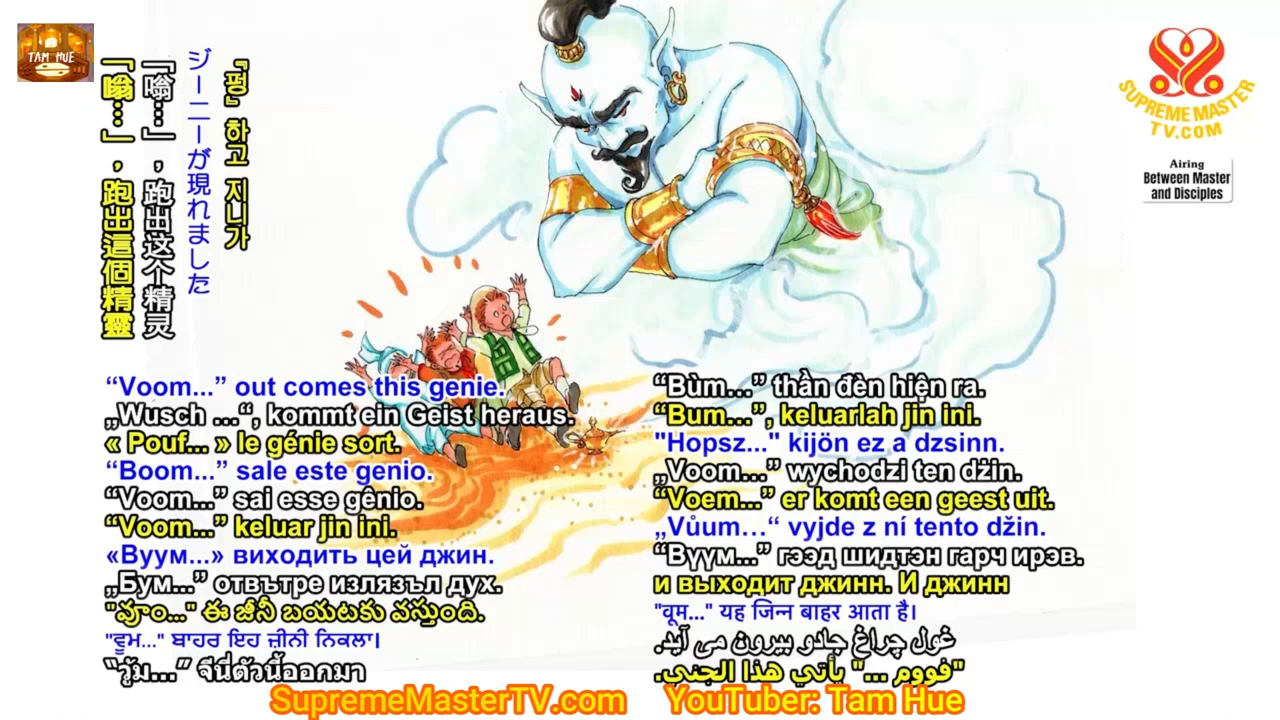 TAM HUE
『펑』 하고 지니가
ジーニーが現れました
「嗡…」，跑出这个精灵
「嗡…」，跑出這個精靈
SUPREME MASTER
TV.COM
Airing
Between Master
and Disciples
“Voom...” out comes this genie.
„Wusch ...“, kommt ein Geist heraus.
« Pouf... » le génie sort.
“Boom...” sale este genio.
“Voom...” sai esse gênio.
“Voom...” keluar jin ini.
«Вуум...» виходить цей джин.
„Бум...” отвътре излязъл дух.
"వూం..." ఈ జీనీ బయటకు వస్తుంది.
"ਵੂਮ..." ਬਾਹਰ ਇਹ ਜ਼ੀਨੀ ਨਿਕਲਾ।
“วู้ม...” จีนี่ตัวนี้ออกมา
“Bùm...” thần đèn hiện ra.
“Bum...”, keluarlah jin ini.
"Hopsz..." kijön ez a dzsinn.
„Voom...” wychodzi ten dżin.
“Voem...” er komt een geest uit.
„Vůum…“ vyjde z ní tento džin.
“Вүүм...” гээд шидтэн гарч ирэв.
и выходит джинн. И джинн
"वूम..." यह जिन्न बाहर आता है।
غول چراغ جادو بیرون می آید.
"فووم ..." يأتي هذا الجني.
SupremeMasterTV.com
YouTuber: Tam Hue